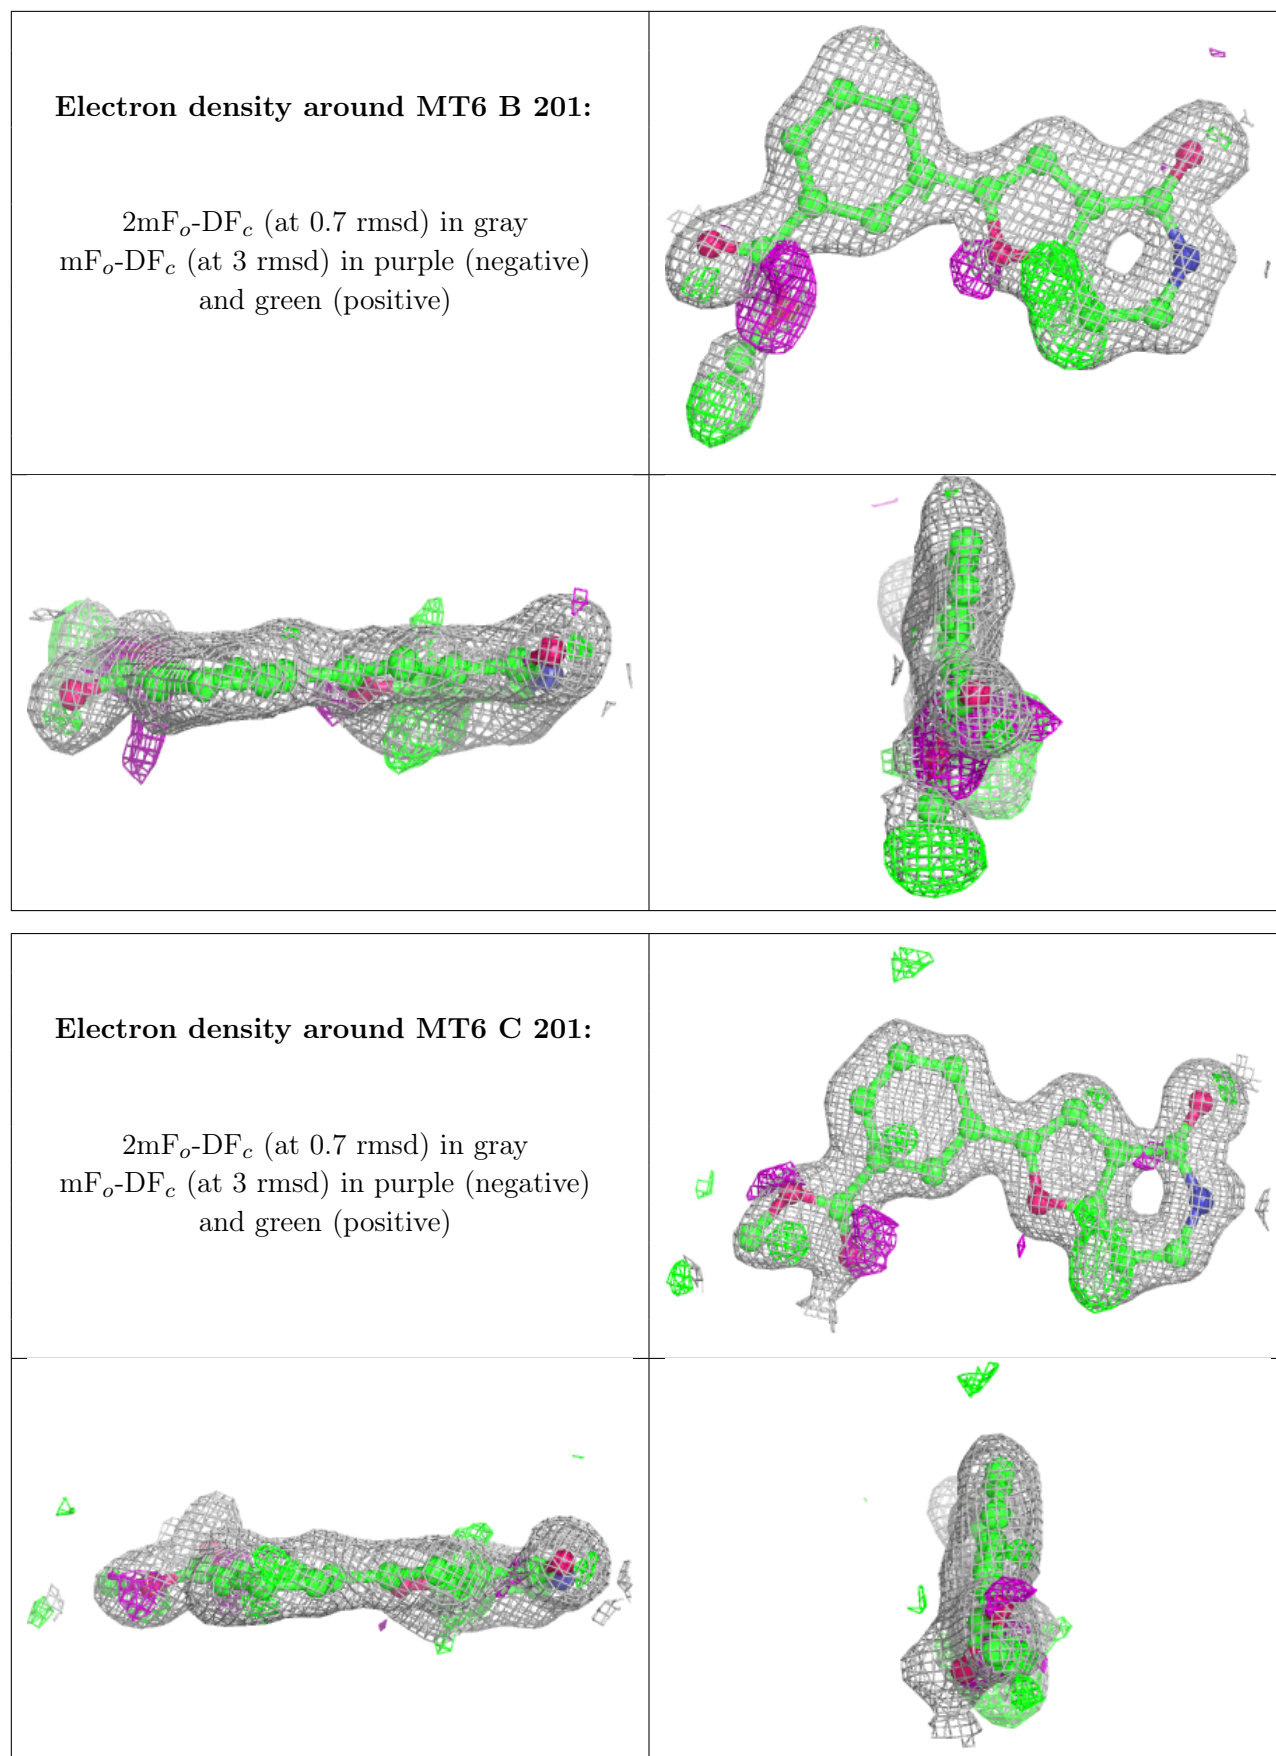 Electron density around MT6 B 201:
2mFo-DFc (at 0.7 rmsd) in gray
mFo-DFc (at 3 rmsd) in purple (negative)
and green (positive)
Electron density around MT6 C 201:
2mFo-DFc (at 0.7 rmsd) in gray
mFo-DFc (at 3 rmsd) in purple (negative)
and green (positive)